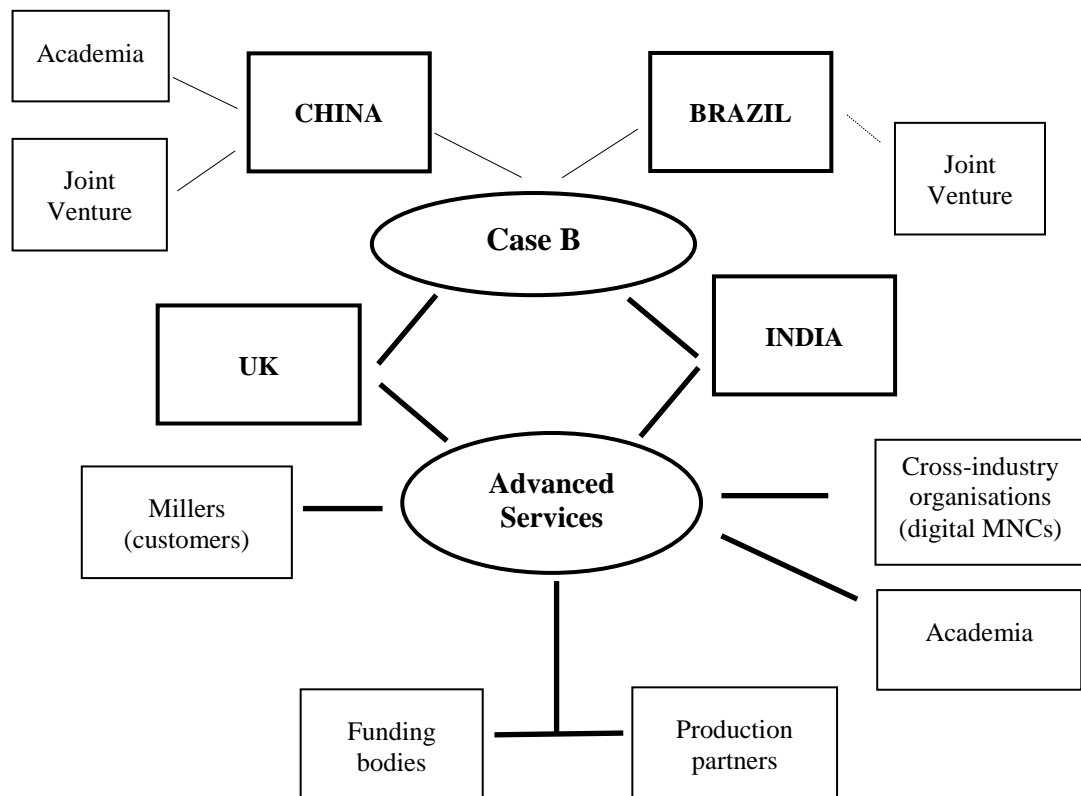 Academia
CHINA
BRAZIL
Joint
Venture
Joint
Venture
Case B
UK
INDIA
Millers
(customers)
Advanced
Services
Cross-industry
organisations
(digital MNCs)
Academia
Funding
bodies
Production
partners